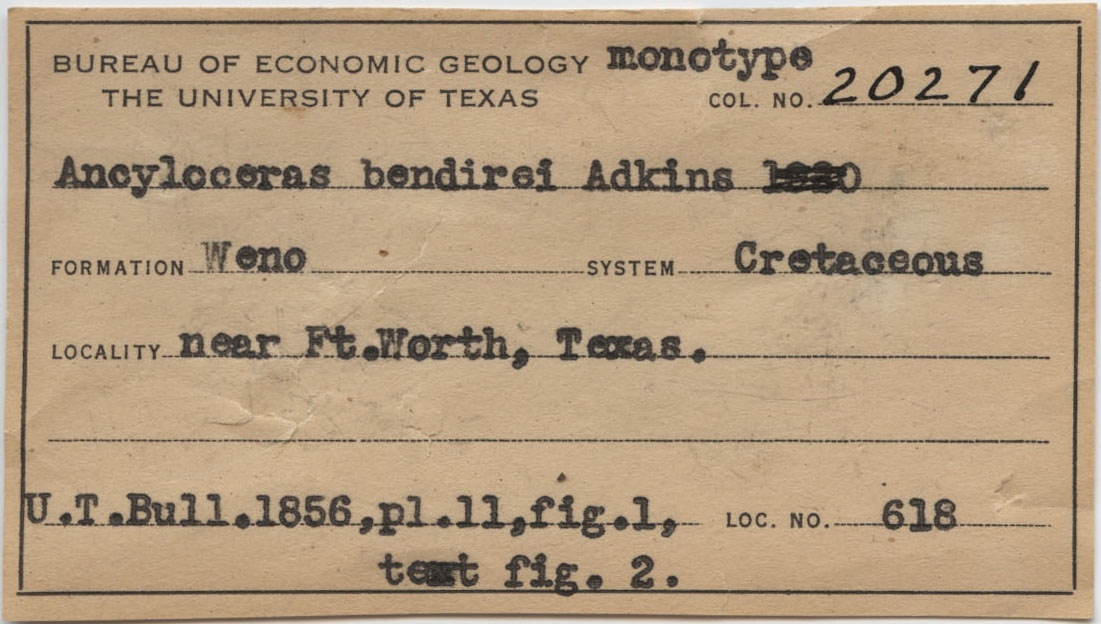 BUREAU OF ECONOMIC GEOLOGY monotype
THE UNIVERSITY OF TEXAS COL. NO. 20271
Ancyloceras bendirei Adkins
FORMATION Weno SYSTEM Cretaceous
LOCALITY near Ft.Worth, Texas.
U.T.Bull.1856,pl.11,fig.1, LOC. NO. 618
text fig. 2.